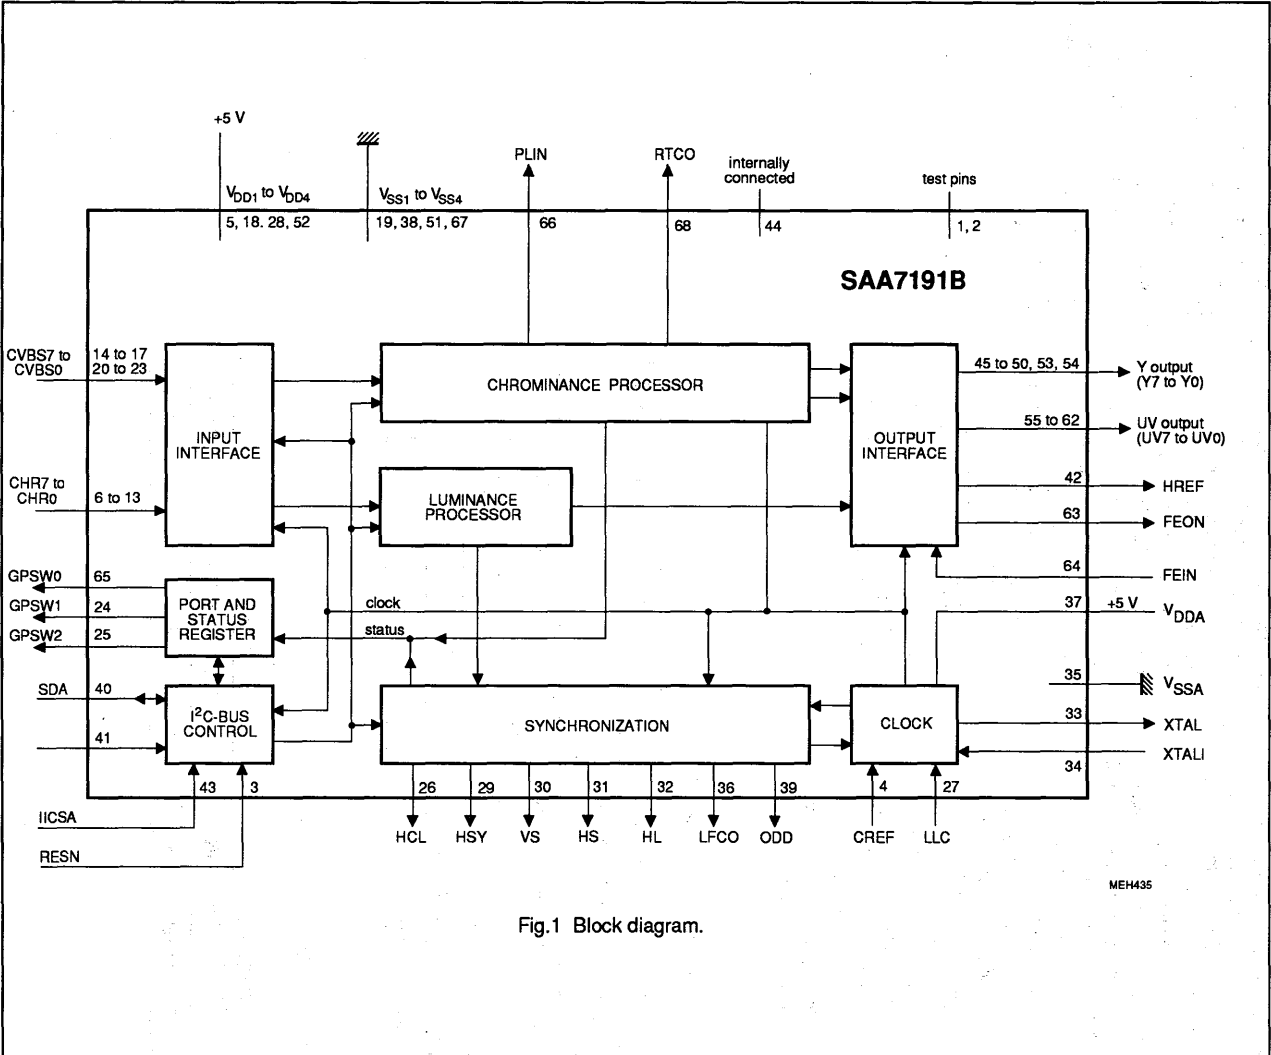 +5 V
PLIN
RTCO
internally
connected
test pins
VDD1 to VDD4
VSS1 to VSS4
5, 18. 28, 52
19, 38, 51, 67
66
68
44
1, 2
SAA7191B
CVBS7 to
CVBS0
14 to 17
20 to 23
CHROMINANCE PROCESSOR
45 to 50, 53, 54
Y output
(Y7 to Y0)
INPUT
INTERFACE
OUTPUT
INTERFACE
55 to 62
UV output
(UV7 to UV0)
CHR7 to
CHR0
6 to 13
LUMINANCE
PROCESSOR
42
HREF
63
FEON
64
FEIN
GPSW0
65
GPSW1
24
GPSW2
25
PORT AND
STATUS
REGISTER
clock
status
37
+5 V
VDDA
35
VSSA
SDA
40
41
I2C-BUS
CONTROL
SYNCHRONIZATION
CLOCK
33
XTAL
XTALI
34
43
3
26
29
30
31
32
36
39
4
27
IICSA
RESN
HCL
HSY
VS
HS
HL
LFCO
ODD
CREF
LLC
MEH435
Fig.1 Block diagram.